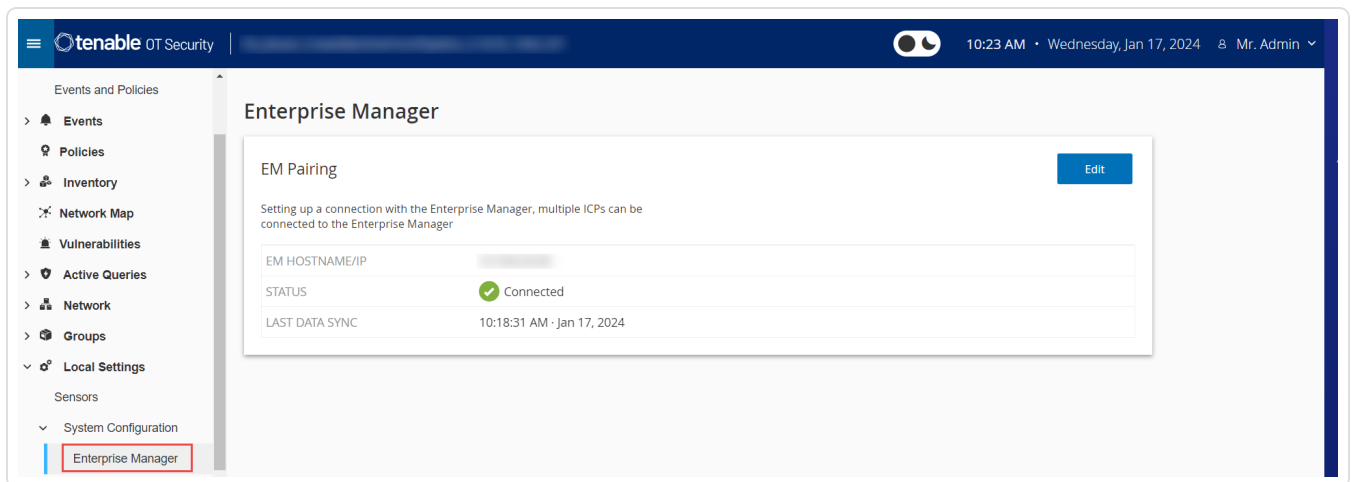 tenable OT Security
10:23 AM • Wednesday, Jan 17, 2024 Mr. Admin
Events and Policies
Events
Policies
Inventory
Network Map
Vulnerabilities
Active Queries
Network
Groups
Local Settings
Sensors
System Configuration
Enterprise Manager
Enterprise Manager
EM Pairing
Edit
Setting up a connection with the Enterprise Manager, multiple ICPs can be
connected to the Enterprise Manager
EM HOSTNAME/IP
STATUS Connected
LAST DATA SYNC 10:18:31 AM · Jan 17, 2024